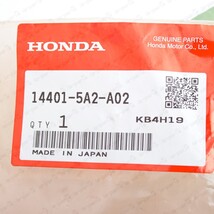 HONDA
GENUINE PARTS
Honda Motor Co., Ltd.
14401-5A2-A02
QTY 1
KB4H19
MADE IN JAPAN